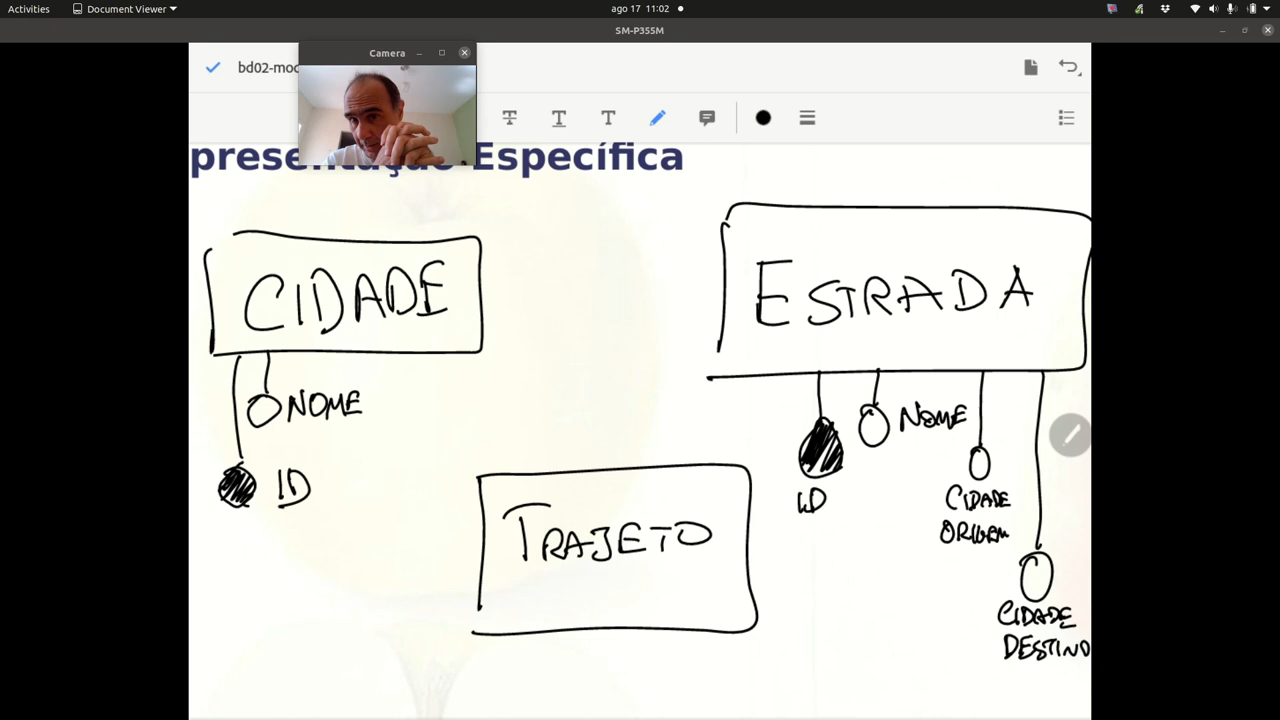 Activities
Document Viewer
ago 17 11:02
SM-P355M
Camera
bd02-mod
T T T
presentação Específica
CIDADE
NOME
ID
ESTRADA
ID
NOME
CIDADE
ORIGEM
CIDADE
DESTINO
TRAJETO